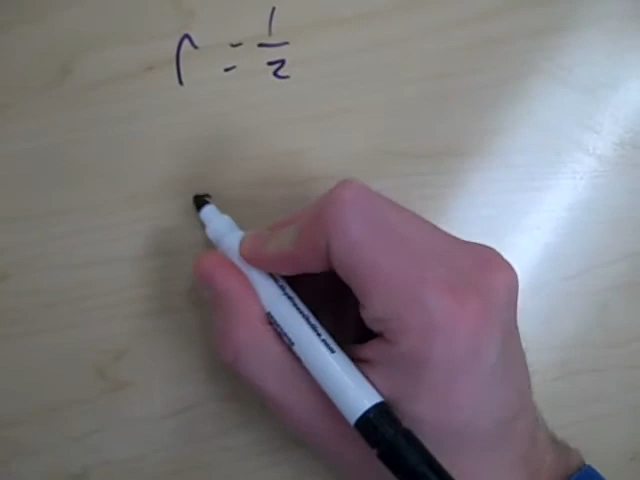 r = 1/2